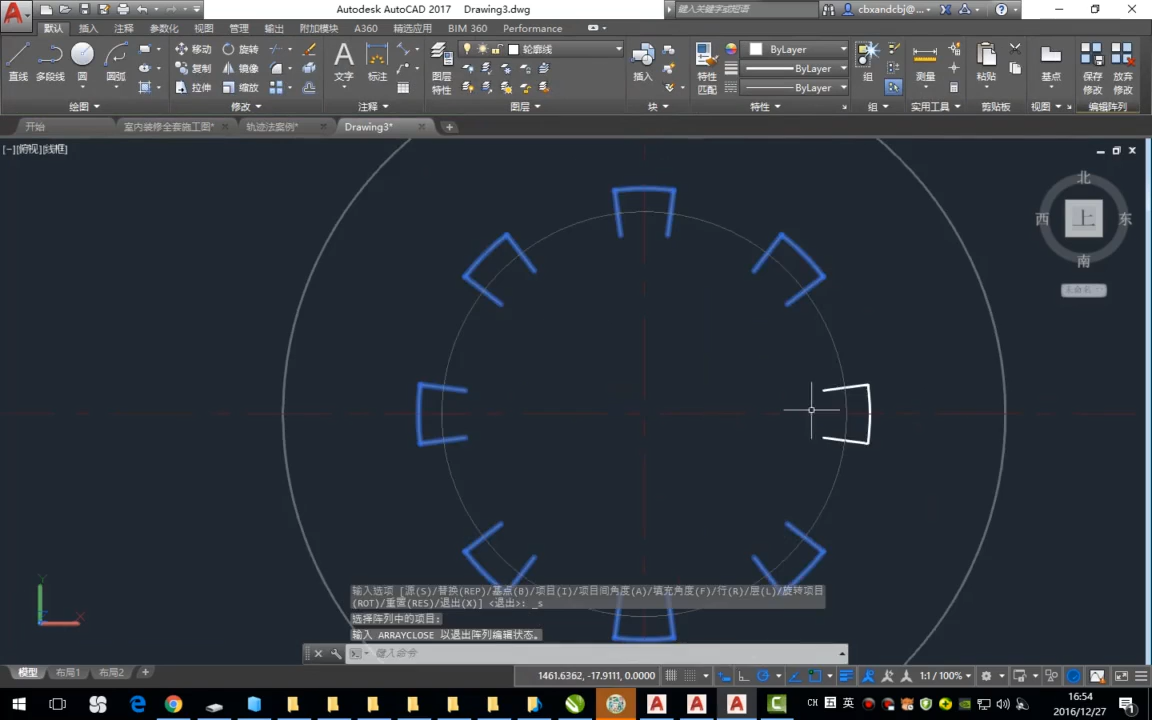 Autodesk AutoCAD 2017 Drawing3.dwg
键入关键字或短语
cbxandcbj@...
默认 插入 注释 参数化 视图 管理 输出 附加模块 A360 精选应用 BIM 360 Performance
直线 多段线 圆 圆弧
移动 旋转
复制 镜像
拉伸 缩放
文字 标注
图层
特性
轮廓线
插入
特性
匹配
ByLayer
ByLayer
ByLayer
组
测量
粘贴
基点
保存
修改
放弃
修改
绘图 修改 注释 图层 块 特性 组 实用工具 剪贴板 视图 编辑阵列
开始 室内装修全套施工图* 轨迹法案例* Drawing3*
[−][俯视][线框]
北
西 上 东
南
未命名
Y
X
输入选项 [源(S)/替换(REP)/基点(B)/项目(I)/项目间角度(A)/填充角度(F)/行(R)/层(L)/旋转项目
(ROT)/重置(RES)/退出(X)] <退出>: _s
选择阵列中的项目:
输入 ARRAYCLOSE 以退出阵列编辑状态。
键入命令
模型 布局1 布局2
1461.6362, -17.9111, 0.0000
模型
1:1 / 100%
CH 五 英
16:54
2016/12/27